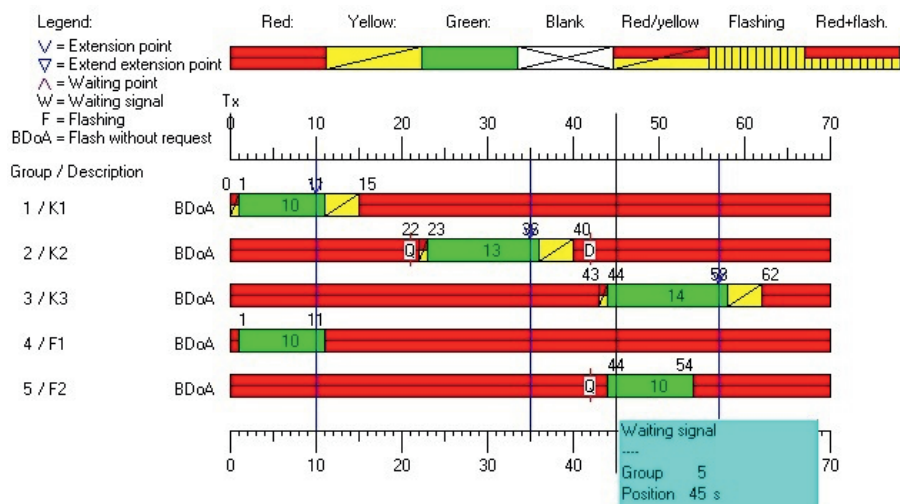 Legend: Red: Yellow: Green: Blank Red/yellow Flashing Red+flash.
V = Extension point
▽ = Extend extension point
Λ = Waiting point
W = Waiting signal
F = Flashing
BDoA = Flash without request
Tx
0 10 20 30 40 50 60 70
Group / Description
0 1 11 15
1 / K1 BDoA 10
22 23 36 40
2 / K2 BDoA Q 13 D
43 44 58 62
3 / K3 BDoA 14
1 11
4 / F1 BDoA 10
44 54
5 / F2 BDoA Q 10
0 10 20 30 40 70
Waiting signal
----
Group 5
Position 45 s